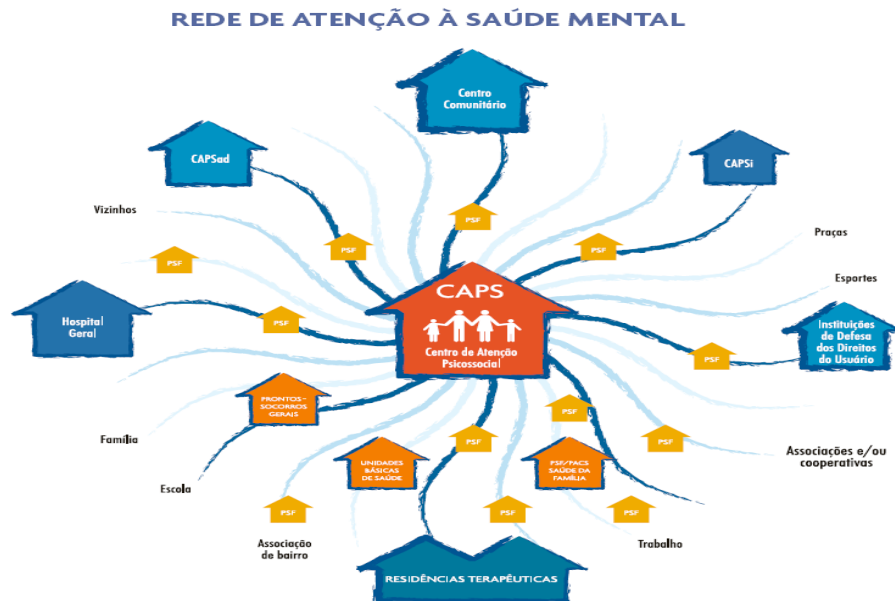 REDE DE ATENÇÃO À SAÚDE MENTAL
Centro
Comunitário
CAPSad
CAPSi
Vizinhos
PSF
Praças
PSF
PSF
PSF
Esportes
CAPS
Centro de Atenção
Psicossocial
Hospital
Geral
PSF
Instituições
de Defesa
dos Direitos
do Usuário
PSF
PRONTOS-
SOCORROS
GERAIS
PSF
Família
PSF
PSF
Associações e/ou
cooperativas
UNIDADES
BÁSICAS
DE SAÚDE
PSF/PACS
SAÚDE DA
FAMÍLIA
Escola
PSF
PSF
PSF
Associação
de bairro
Trabalho
RESIDÊNCIAS TERAPÊUTICAS